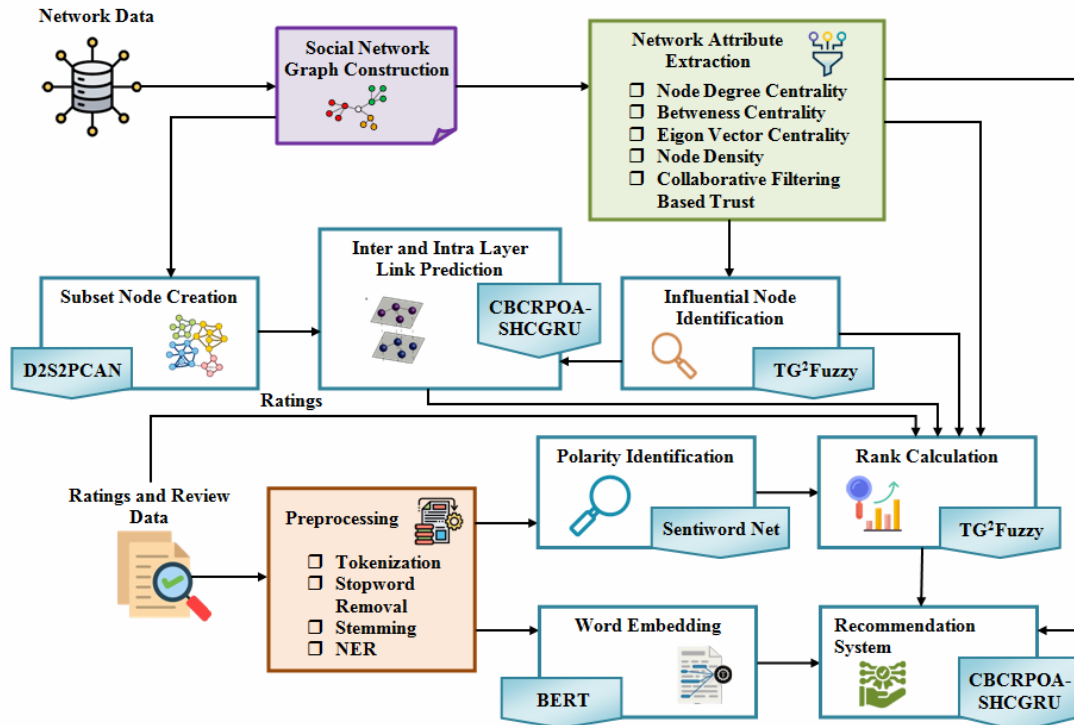 Network Data
Social Network
Graph Construction
Network Attribute
Extraction
❒ Node Degree Centrality
❒ Betweness Centrality
❒ Eigon Vector Centrality
❒ Node Density
❒ Collaborative Filtering
Based Trust
Subset Node Creation
D2S2PCAN
Inter and Intra Layer
Link Prediction
CBCRPOA-
SHCGRU
Influential Node
Identification
TG²Fuzzy
Ratings
Ratings and Review
Data
Preprocessing
❒ Tokenization
❒ Stopword
Removal
❒ Stemming
❒ NER
Polarity Identification
Sentiword Net
Rank Calculation
TG²Fuzzy
Word Embedding
BERT
Recommendation
System
CBCRPOA-
SHCGRU